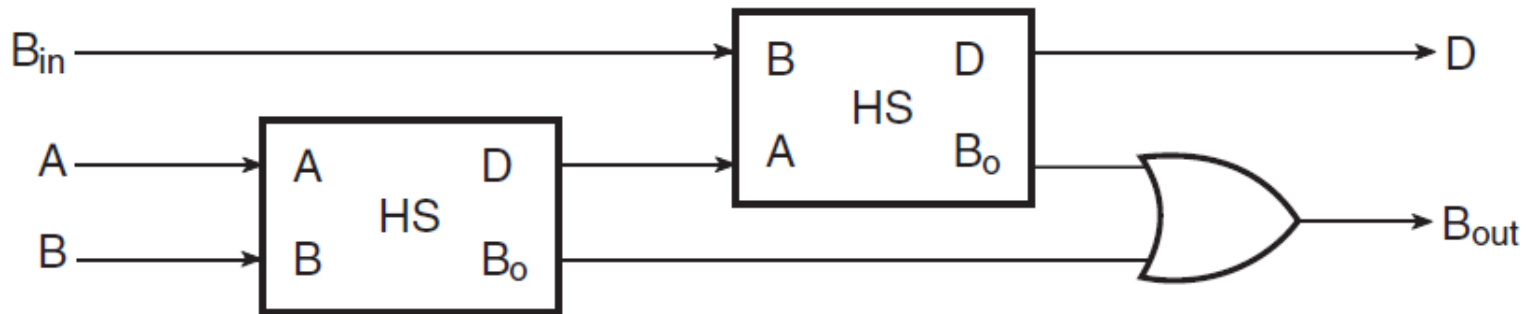 B_in
B D D
HS
A B_o
A A D
HS
B B B_o
B_out